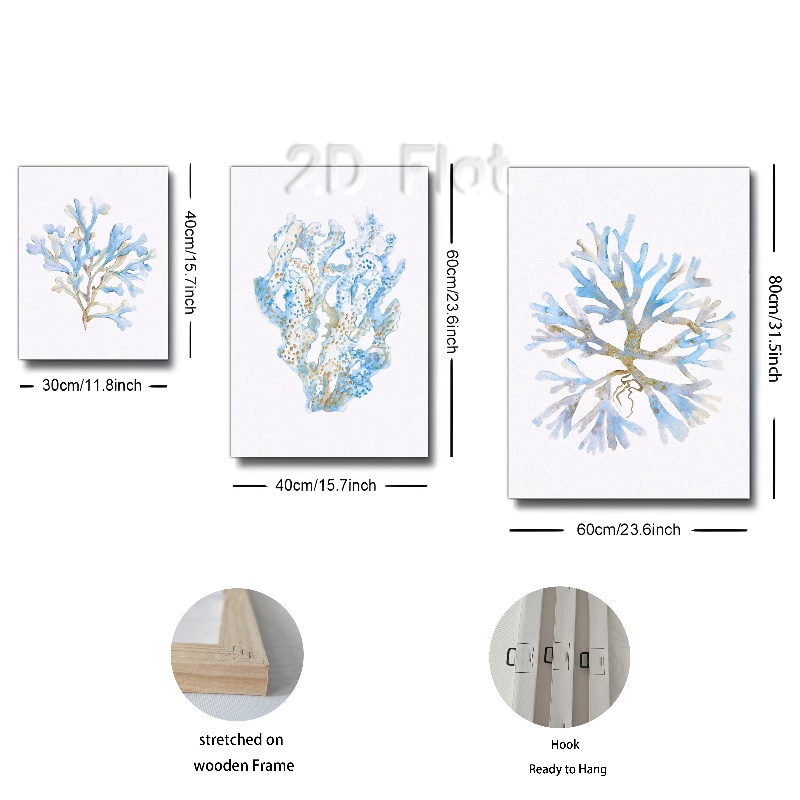 2D Flat
40cm/15.7inch
30cm/11.8inch
60cm/23.6inch
40cm/15.7inch
80cm/31.5inch
60cm/23.6inch
stretched on
wooden Frame
Hook
Ready to Hang